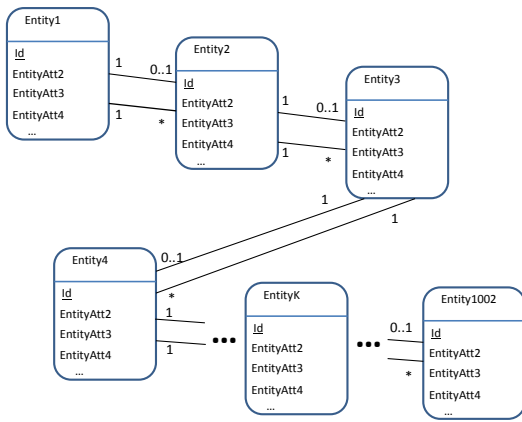 Entity1
Id
EntityAtt2
EntityAtt3
EntityAtt4
...
1
0..1
1
*
Entity2
Id
EntityAtt2
EntityAtt3
EntityAtt4
...
1
0..1
1
*
Entity3
Id
EntityAtt2
EntityAtt3
EntityAtt4
...
1
1
0..1
*
Entity4
Id
EntityAtt2
EntityAtt3
EntityAtt4
...
1
1
...
EntityK
Id
EntityAtt2
EntityAtt3
EntityAtt4
...
...
0..1
*
Entity1002
Id
EntityAtt2
EntityAtt3
EntityAtt4
...